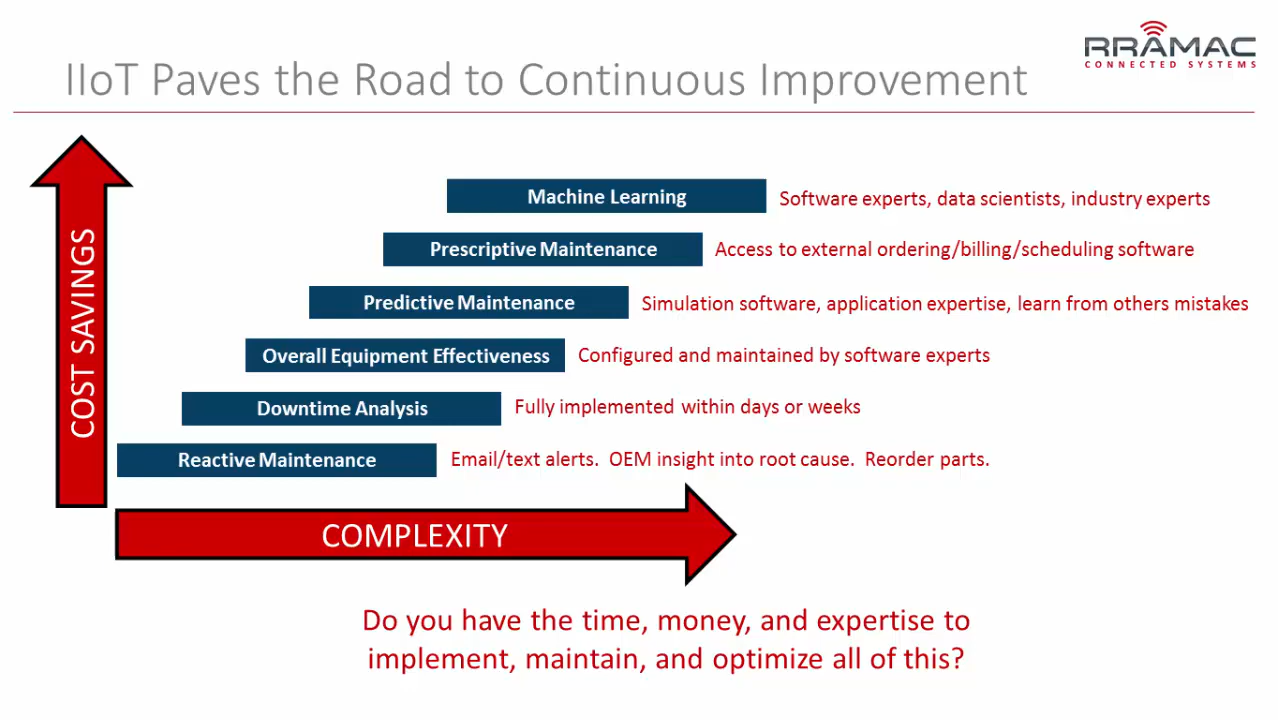 RRAMAC
CONNECTED SYSTEMS
IIoT Paves the Road to Continuous Improvement
COST SAVINGS
Machine Learning Software experts, data scientists, industry experts
Prescriptive Maintenance Access to external ordering/billing/scheduling software
Predictive Maintenance Simulation software, application expertise, learn from others mistakes
Overall Equipment Effectiveness Configured and maintained by software experts
Downtime Analysis Fully implemented within days or weeks
Reactive Maintenance Email/text alerts. OEM insight into root cause. Reorder parts.
COMPLEXITY
Do you have the time, money, and expertise to
implement, maintain, and optimize all of this?